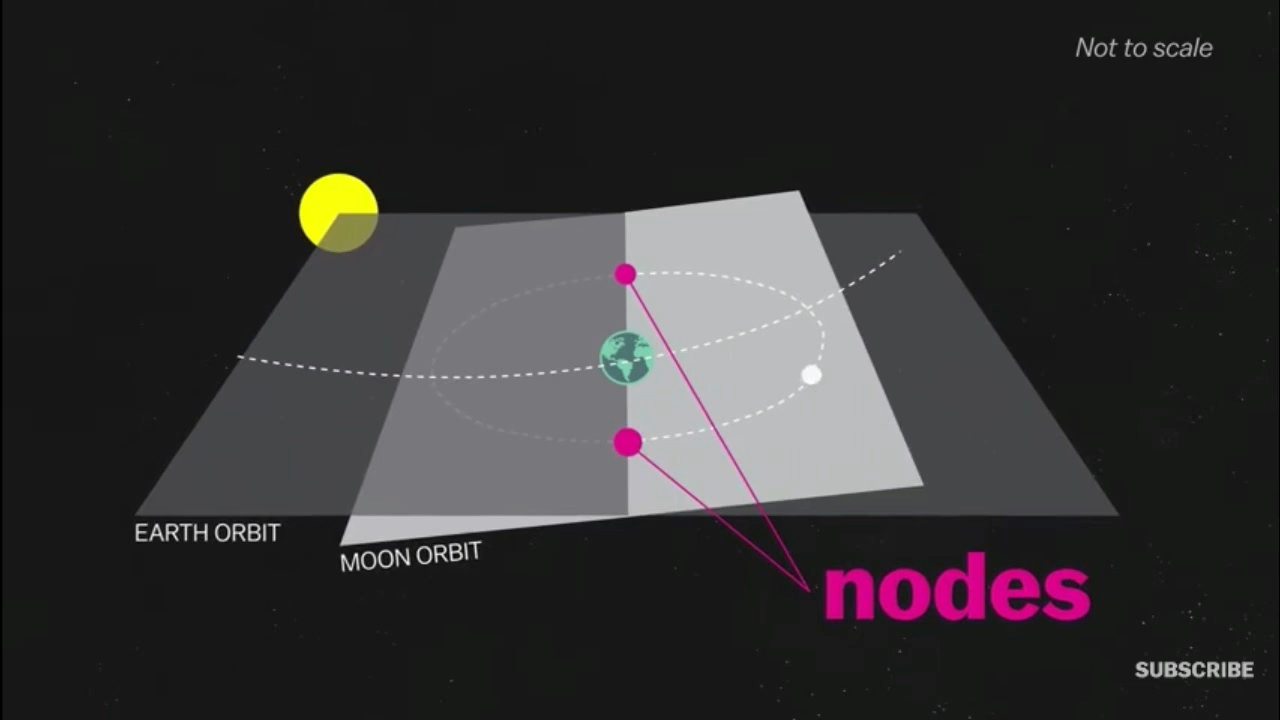 Not to scale
EARTH ORBIT
MOON ORBIT
nodes
SUBSCRIBE